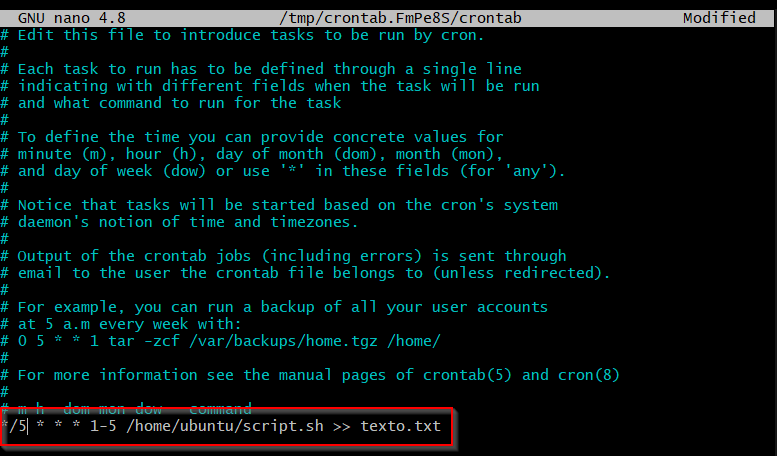 GNU nano 4.8 /tmp/crontab.FmPe8S/crontab Modified
# Edit this file to introduce tasks to be run by cron.
#
# Each task to run has to be defined through a single line
# indicating with different fields when the task will be run
# and what command to run for the task
#
# To define the time you can provide concrete values for
# minute (m), hour (h), day of month (dom), month (mon),
# and day of week (dow) or use '*' in these fields (for 'any').
#
# Notice that tasks will be started based on the cron's system
# daemon's notion of time and timezones.
#
# Output of the crontab jobs (including errors) is sent through
# email to the user the crontab file belongs to (unless redirected).
#
# For example, you can run a backup of all your user accounts
# at 5 a.m every week with:
# 0 5 * * 1 tar -zcf /var/backups/home.tgz /home/
#
# For more information see the manual pages of crontab(5) and cron(8)
#
# m h  dom mon dow   command
*/5 * * * 1-5 /home/ubuntu/script.sh >> texto.txt